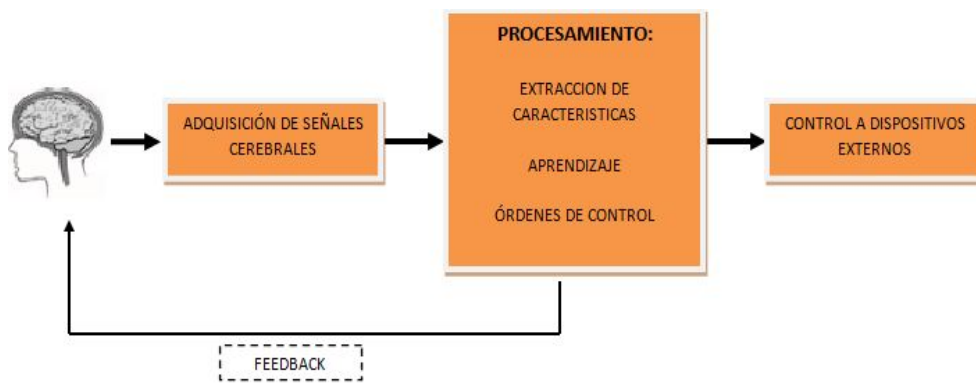 ADQUISICIÓN DE SEÑALES
CEREBRALES
PROCESAMIENTO:
EXTRACCION DE
CARACTERISTICAS
APRENDIZAJE
ÓRDENES DE CONTROL
CONTROL A DISPOSITIVOS
EXTERNOS
FEEDBACK